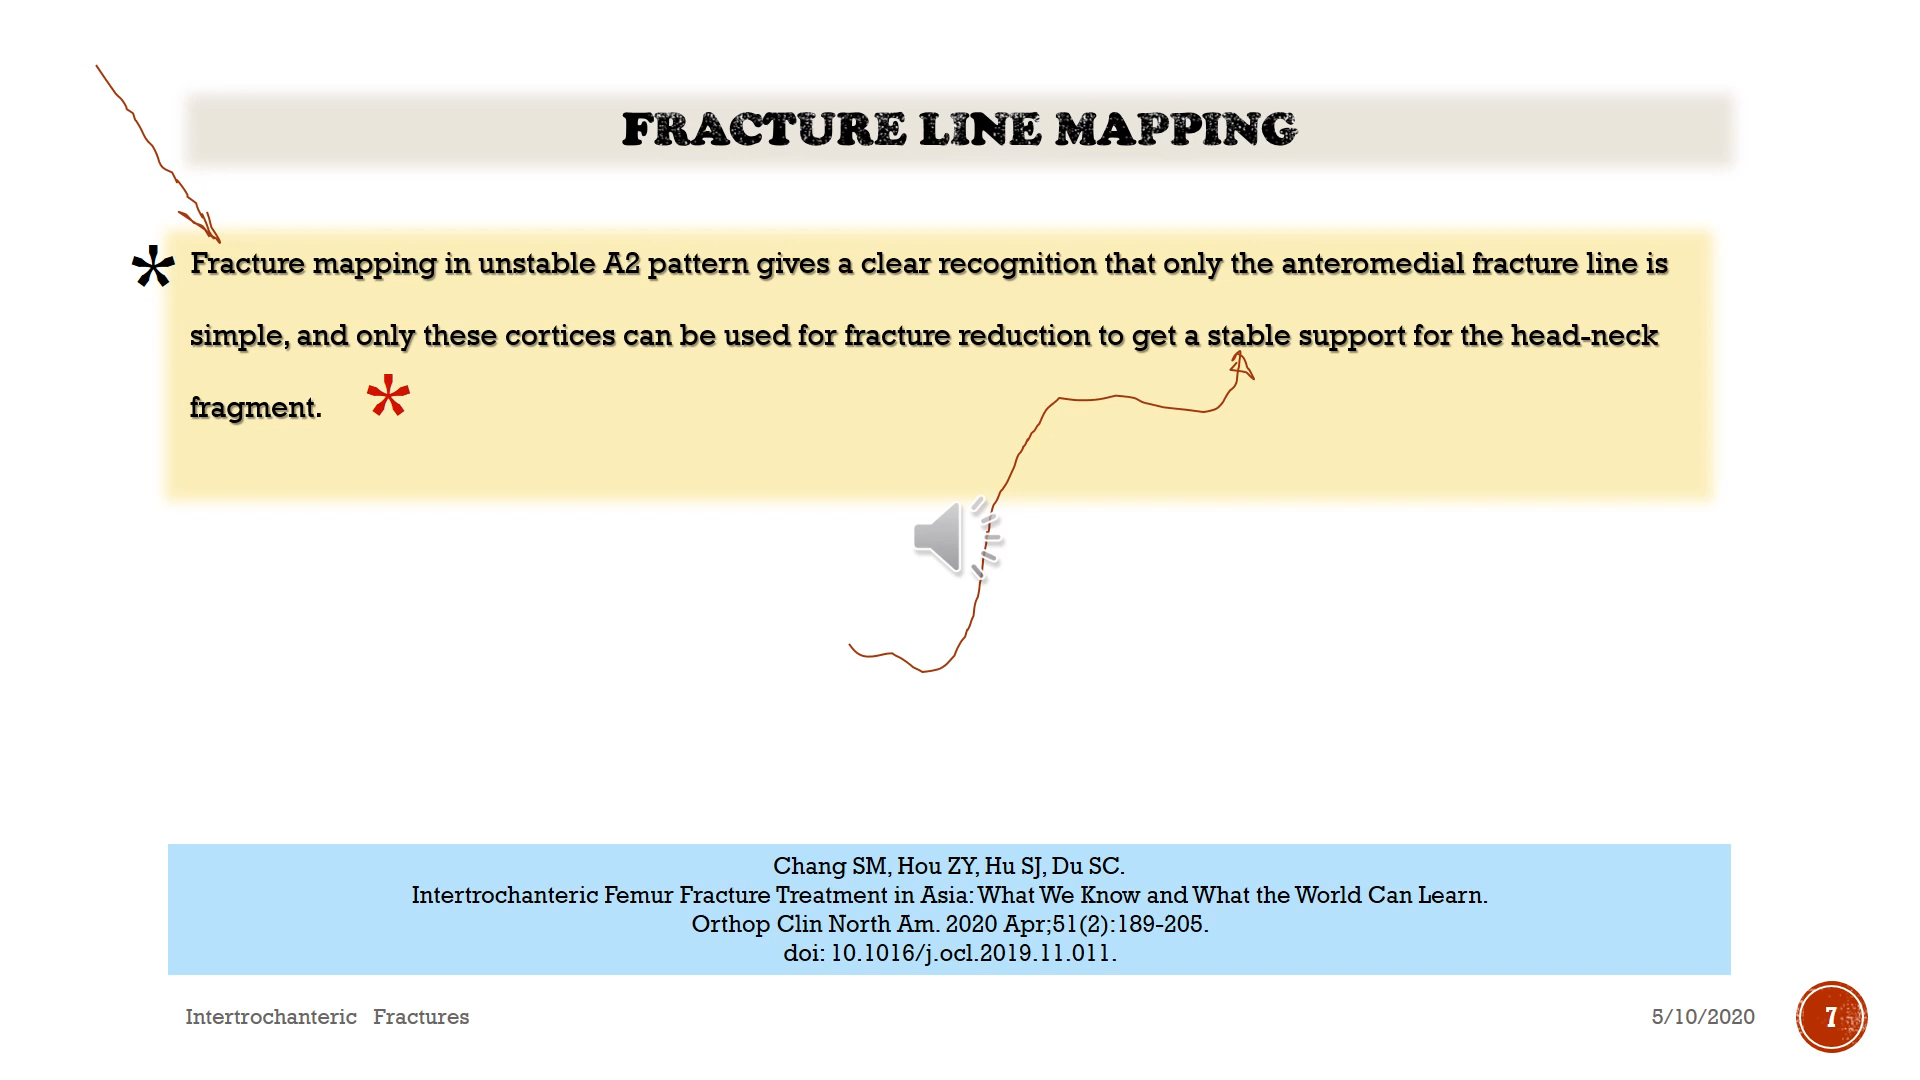 FRACTURE LINE MAPPING
* Fracture mapping in unstable A2 pattern gives a clear recognition that only the anteromedial fracture line is
simple, and only these cortices can be used for fracture reduction to get a stable support for the head-neck
fragment. *
Chang SM, Hou ZY, Hu SJ, Du SC.
Intertrochanteric Femur Fracture Treatment in Asia: What We Know and What the World Can Learn.
Orthop Clin North Am. 2020 Apr;51(2):189-205.
doi: 10.1016/j.ocl.2019.11.011.
Intertrochanteric Fractures
5/10/2020
7